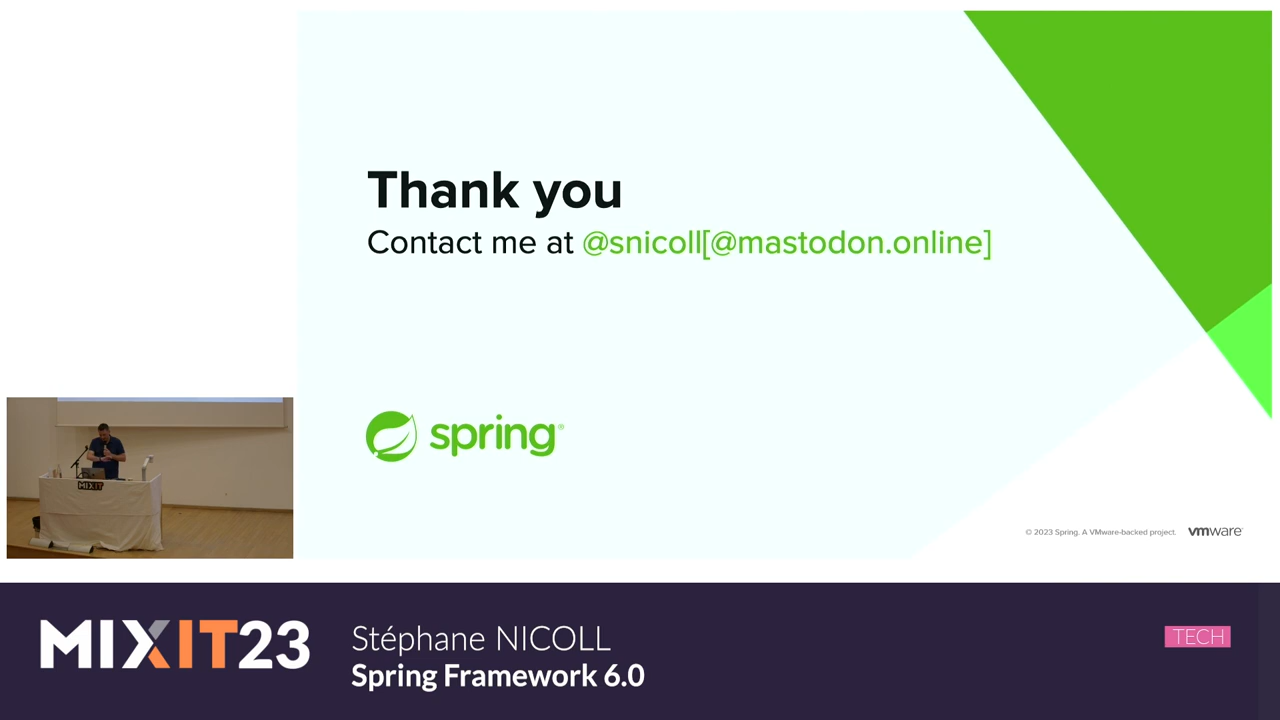 Thank you
Contact me at @snicoll[@mastodon.online]
spring®
© 2023 Spring. A VMware-backed project. vmware®
MIXIT
MIXIT23
Stéphane NICOLL
Spring Framework 6.0
TECH